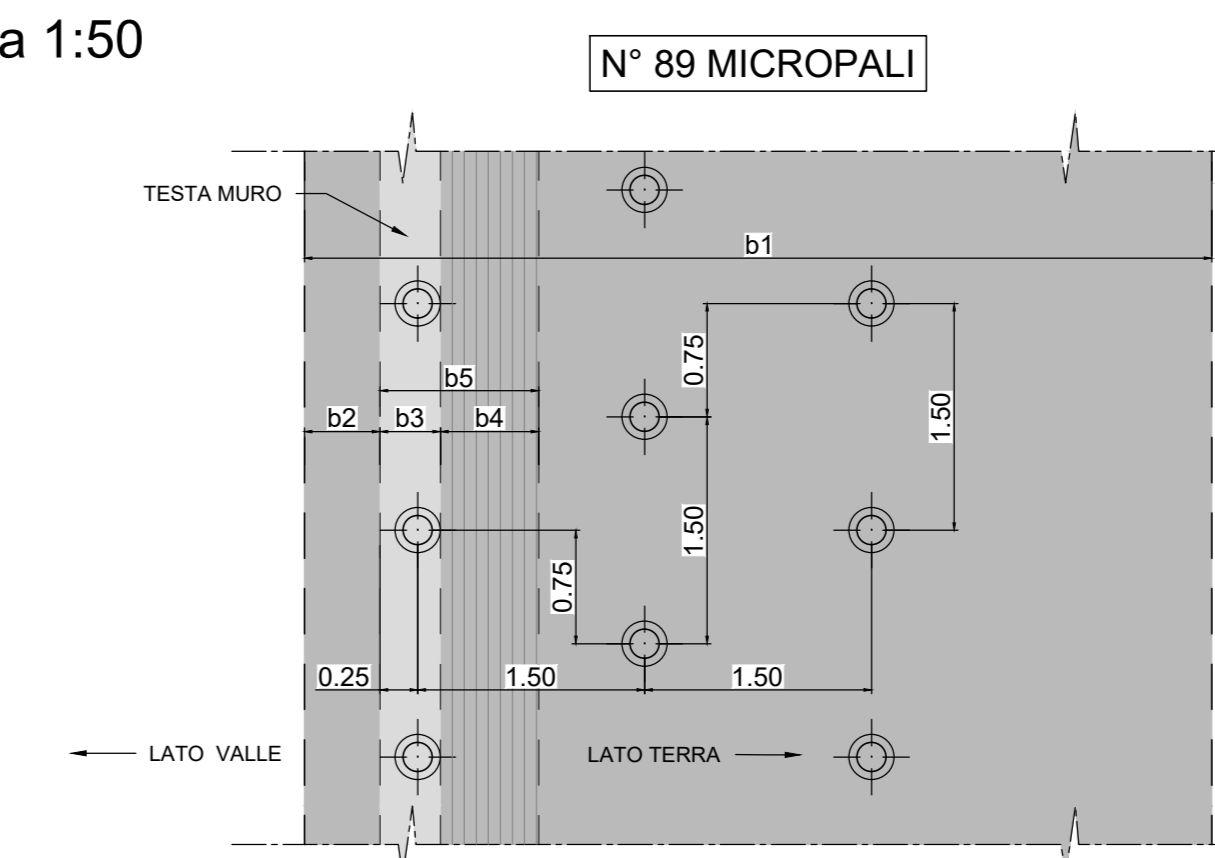 a 1:50
N° 89 MICROPALI
TESTA MURO
b1
0.75
b5
1.50
b2
b3
b4
1.50
0.75
0.25
1.50
1.50
LATO VALLE
LATO TERRA